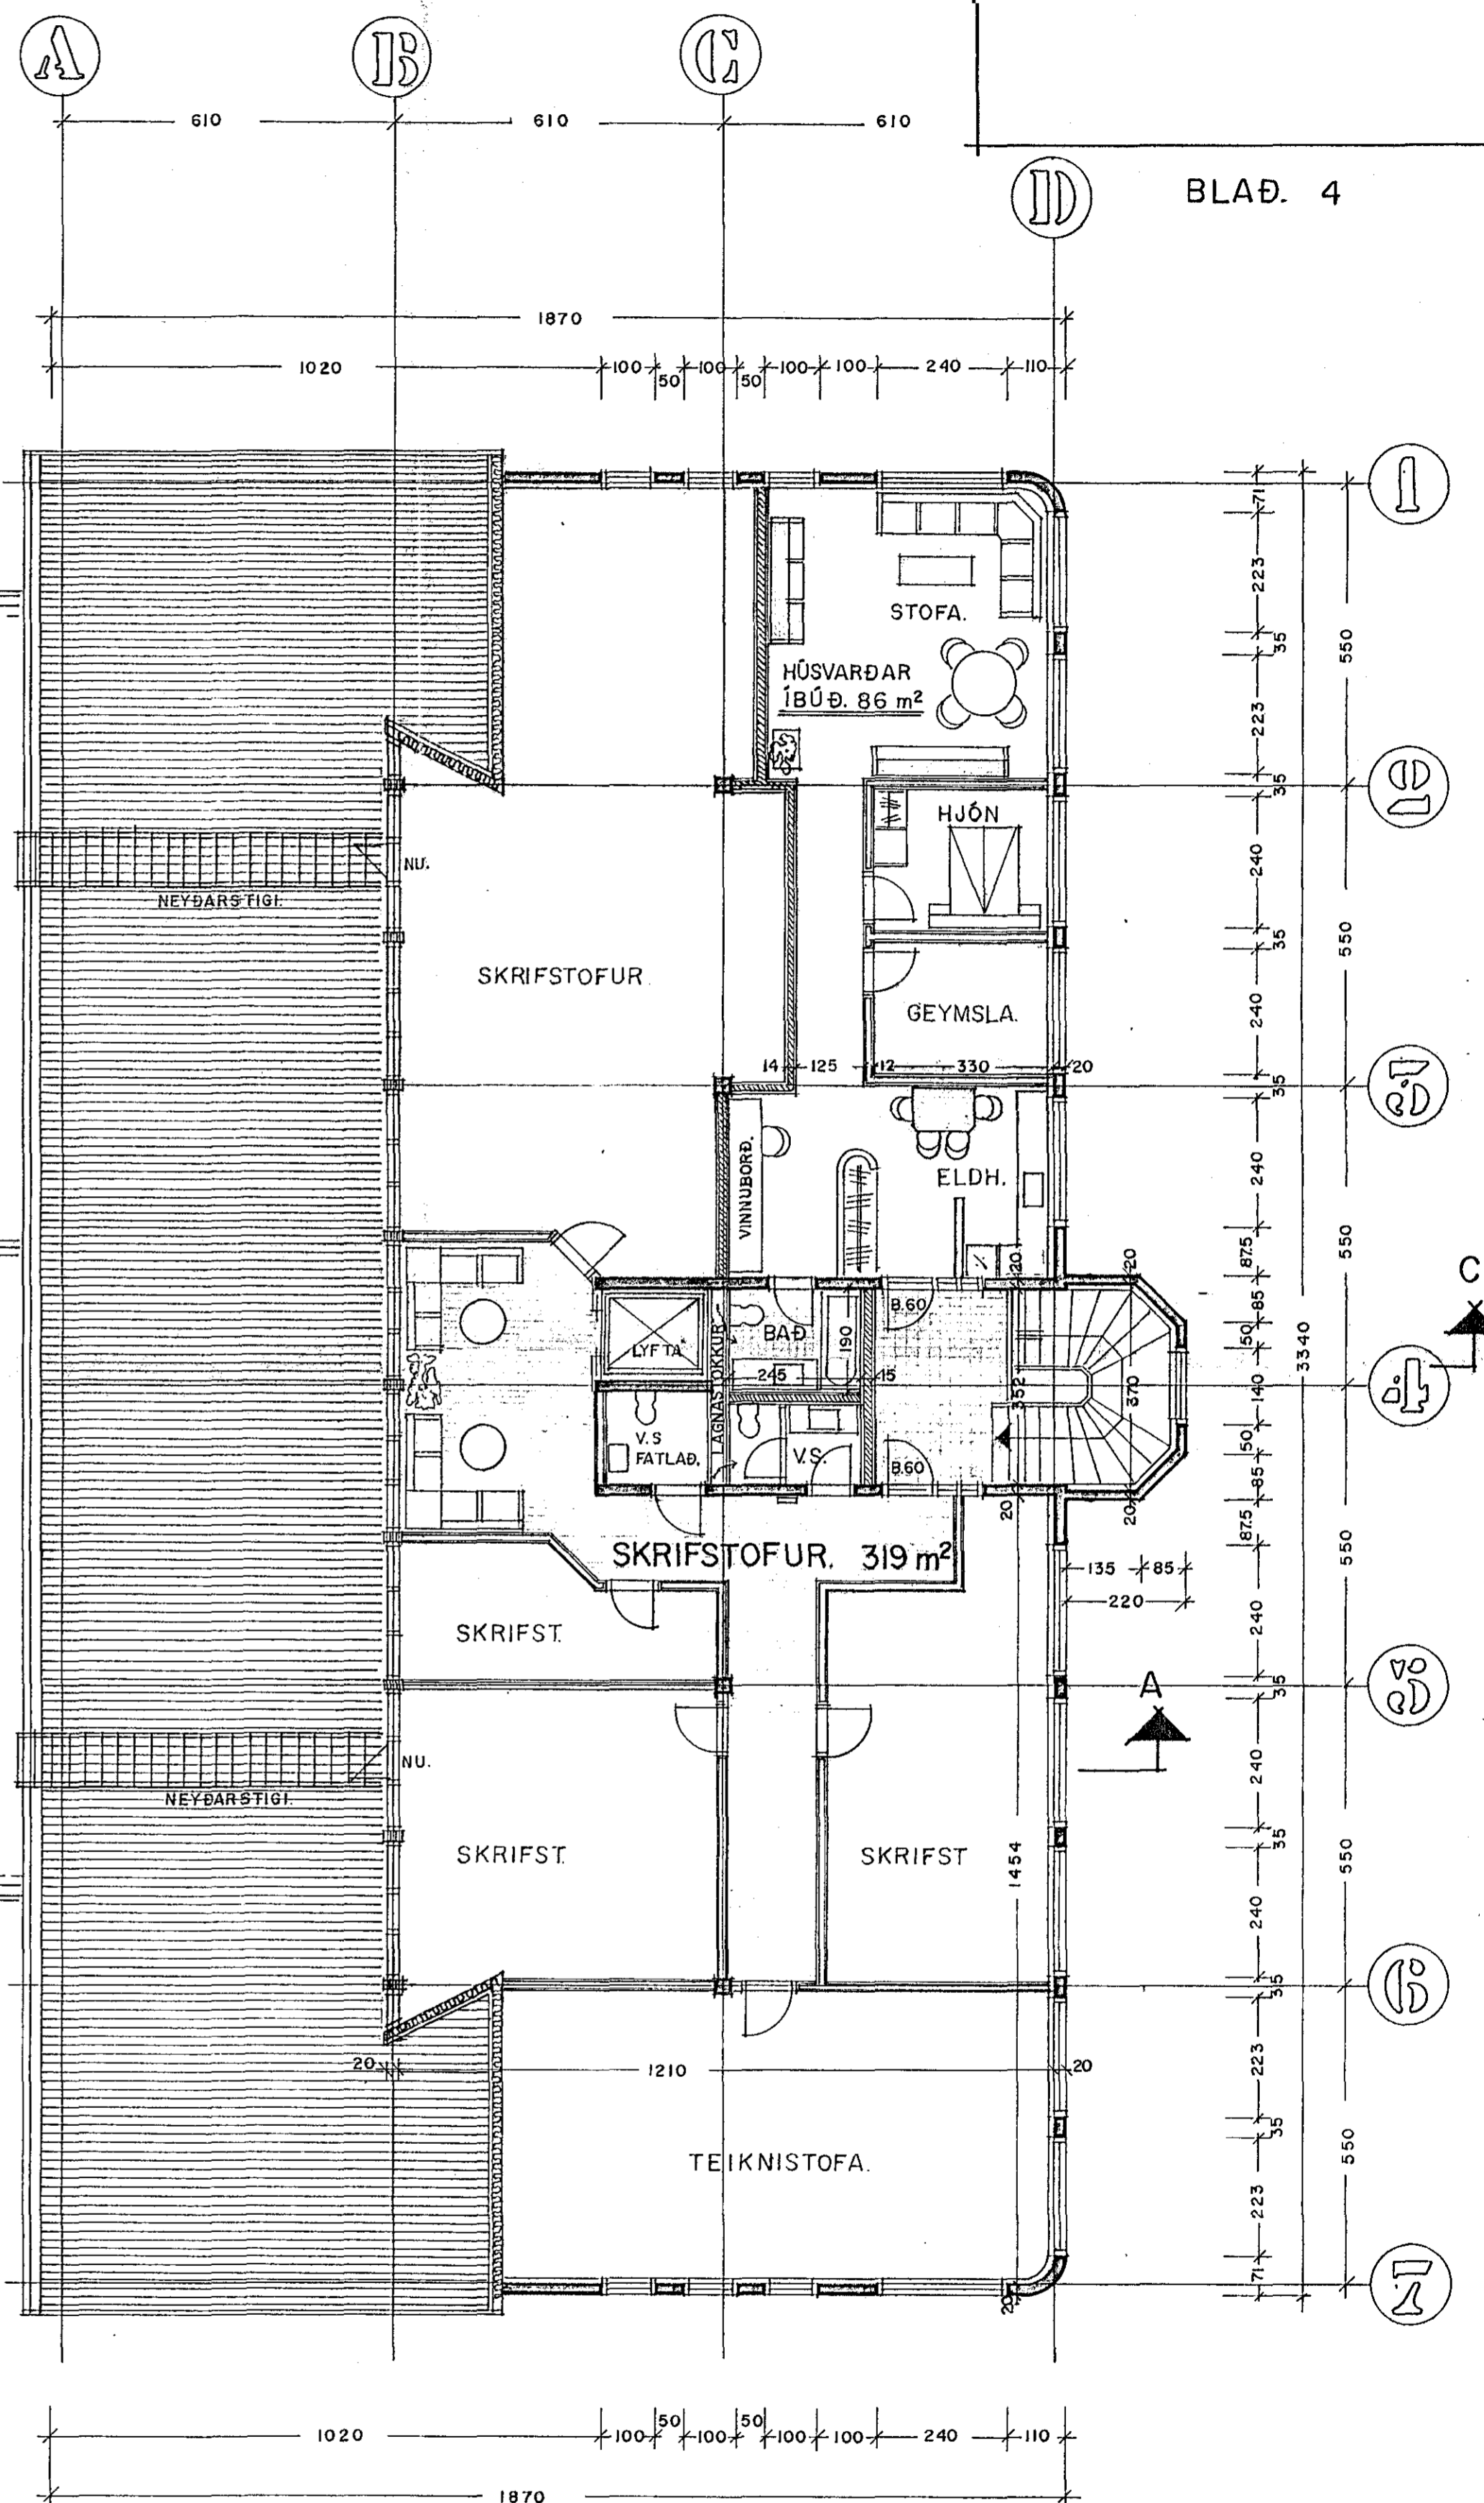 A B C
610 610 610
D
BLAÐ. 4
1870
1020 100 50 100 50 100 100 240 110
1
71
223
STOFA.
35
550
HÚSVARÐAR
ÍBÚÐ. 86 m²
223
35
2
HJÓN
NU.
240
NEYÐARSTIGI.
35
550
SKRIFSTOFUR
GEYMSLA.
240
14 125 12 330 20
35
3
VINNUBORÐ.
ELDH.
240
550
87.5
20 20
C
85
B.60
50
LYFTA
LAGNASTOKKUR
BAÐ
190
3340
245 15
352
370
140
4
V.S
FATLAÐ.
V.S.
B.60
50
85
20 20
87.5
SKRIFSTOFUR. 319 m²
135 85
220
550
SKRIFST.
240
35
5
A
NU.
240
NEYÐARSTIGI.
35
SKRIFST.
SKRIFST
1454
550
240
35
6
20 1210 20
223
35
TEIKNISTOFA.
550
223
71
7
20
1020 100 50 100 50 100 100 240 110
1870